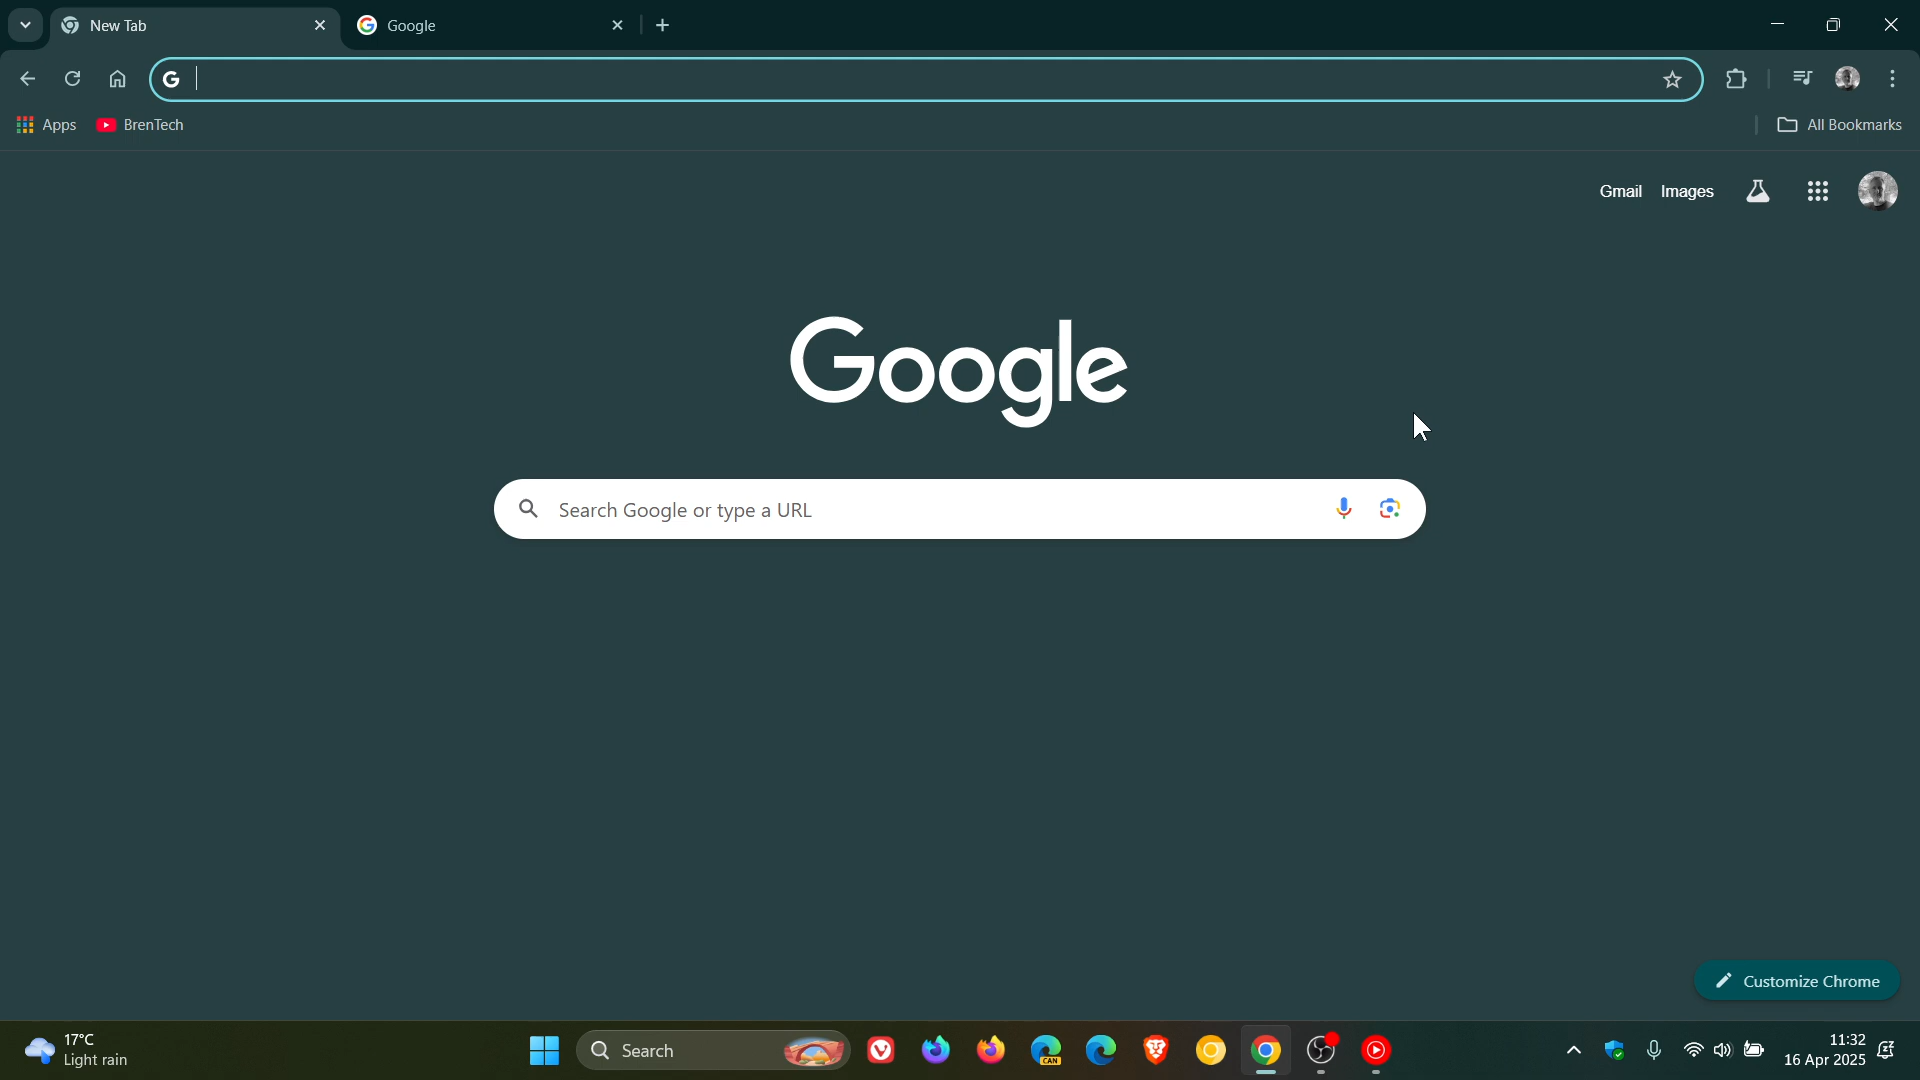 New Tab
Google
Apps
BrenTech
All Bookmarks
Gmail
Images
Google
Search Google or type a URL
Customize Chrome
17°C
Light rain
Search
CAN
11:32
16 Apr 2025